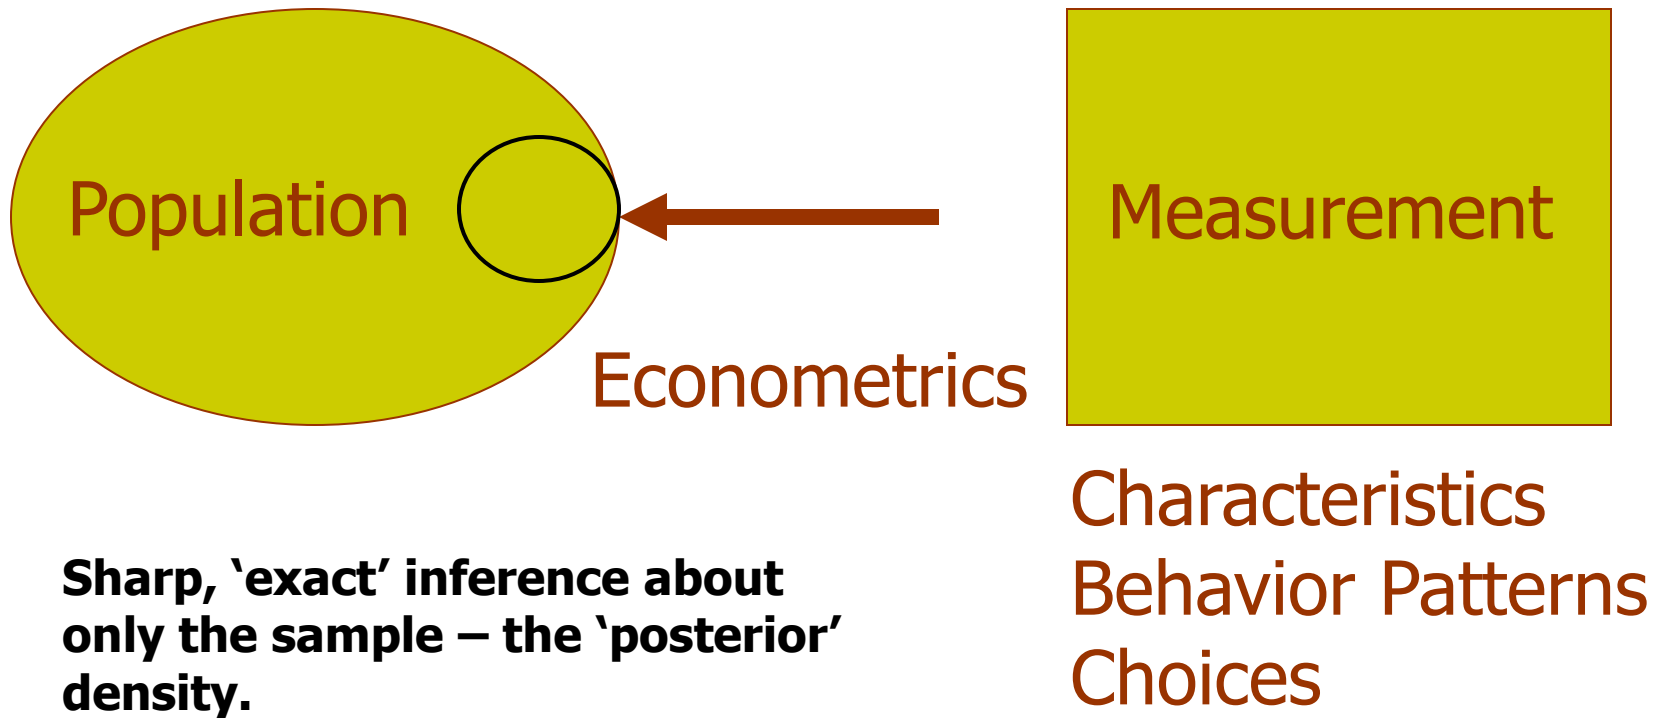 Population
Measurement
Econometrics
Characteristics
Behavior Patterns
Choices
Sharp, ‘exact’ inference about
only the sample – the ‘posterior’
density.